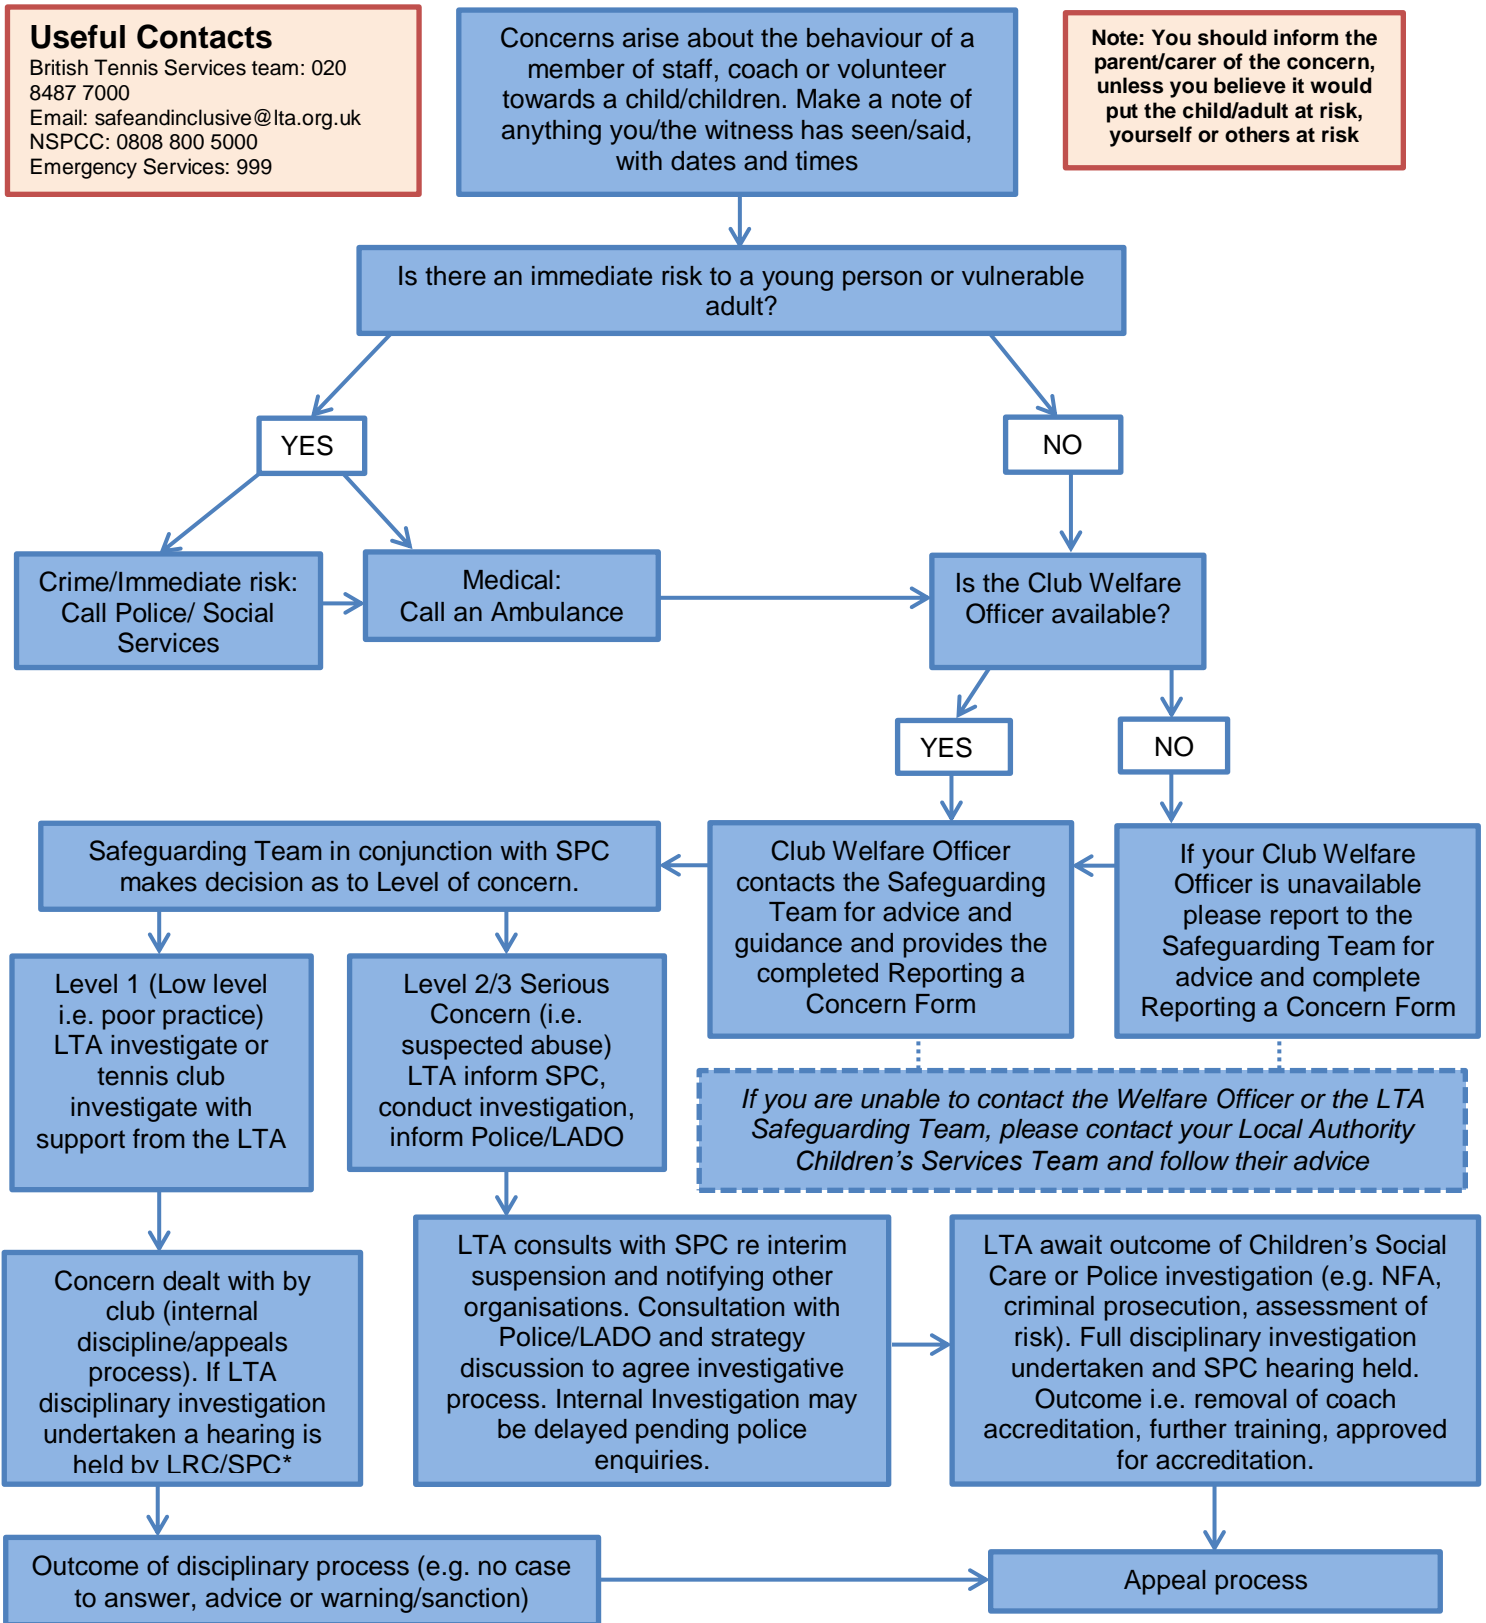 Useful Contacts
British Tennis Services team: 020
8487 7000
Email: safeandinclusive@lta.org.uk
NSPCC: 0808 800 5000
Emergency Services: 999
Concerns arise about the behaviour of a
member of staff, coach or volunteer
towards a child/children. Make a note of
anything you/the witness has seen/said,
with dates and times
Note: You should inform the
parent/carer of the concern,
unless you believe it would
put the child/adult at risk,
yourself or others at risk
Is there an immediate risk to a young person or vulnerable
adult?
YES
NO
Crime/Immediate risk:
Call Police/ Social
Services
Medical:
Call an Ambulance
Is the Club Welfare
Officer available?
YES
NO
Safeguarding Team in conjunction with SPC
makes decision as to Level of concern.
Club Welfare Officer
contacts the Safeguarding
Team for advice and
guidance and provides the
completed Reporting a
Concern Form
If your Club Welfare
Officer is unavailable
please report to the
Safeguarding Team for
advice and complete
Reporting a Concern Form
Level 1 (Low level
i.e. poor practice)
LTA investigate or
tennis club
investigate with
support from the LTA
Level 2/3 Serious
Concern (i.e.
suspected abuse)
LTA inform SPC,
conduct investigation,
inform Police/LADO
If you are unable to contact the Welfare Officer or the LTA
Safeguarding Team, please contact your Local Authority
Children’s Services Team and follow their advice
Concern dealt with by
club (internal
discipline/appeals
process). If LTA
disciplinary investigation
undertaken a hearing is
held by LRC/SPC*
LTA consults with SPC re interim
suspension and notifying other
organisations. Consultation with
Police/LADO and strategy
discussion to agree investigative
process. Internal Investigation may
be delayed pending police
enquiries.
LTA await outcome of Children’s Social
Care or Police investigation (e.g. NFA,
criminal prosecution, assessment of
risk). Full disciplinary investigation
undertaken and SPC hearing held.
Outcome i.e. removal of coach
accreditation, further training, approved
for accreditation.
Outcome of disciplinary process (e.g. no case
to answer, advice or warning/sanction)
Appeal process